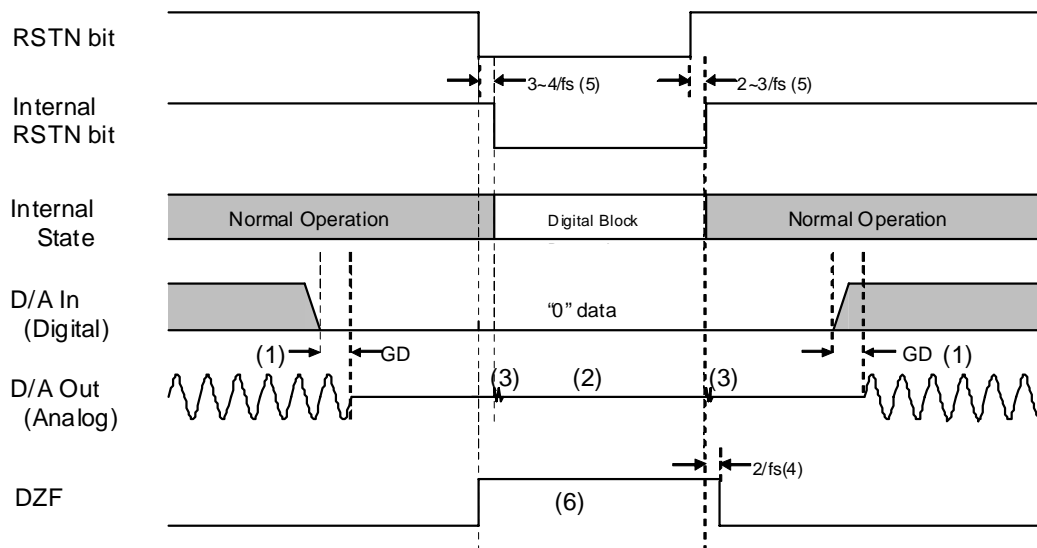 RSTN bit
3~4/fs (5)
2~3/fs (5)
Internal
RSTN bit
Internal
State
Normal Operation
Digital Block
Normal Operation
D/A In
(Digital)
“0” data
(1)
GD
GD
(1)
D/A Out
(Analog)
(3)
(2)
(3)
2/fs(4)
DZF
(6)